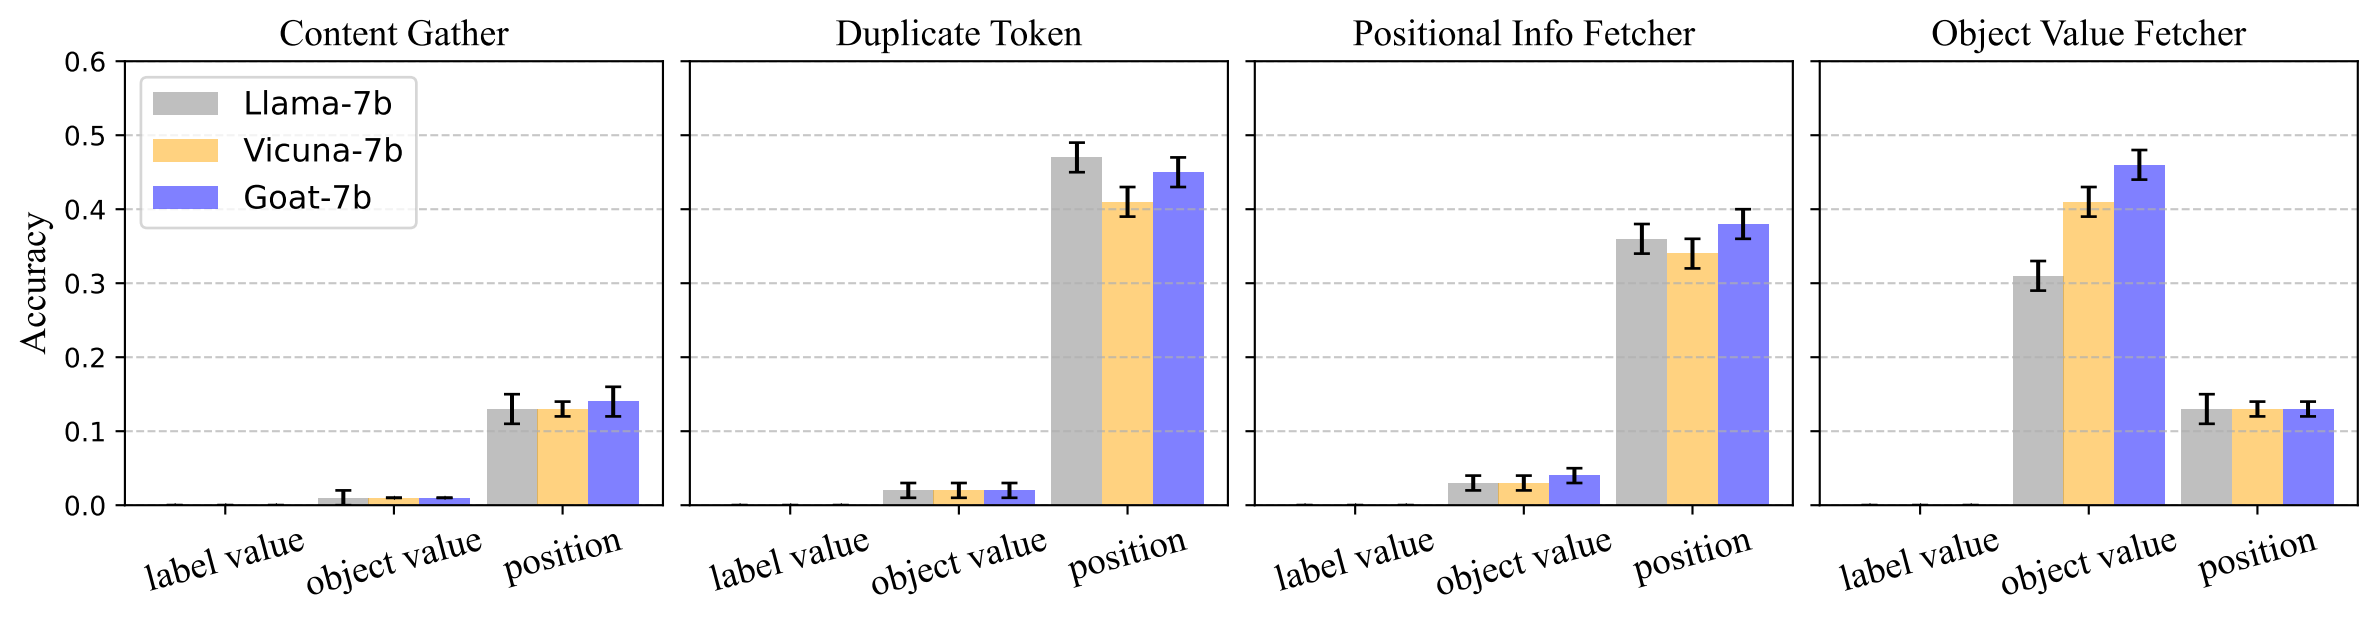 Content Gather
Duplicate Token
Positional Info Fetcher
Object Value Fetcher
Accuracy
0.6
0.5
0.4
0.3
0.2
0.1
0.0
Llama-7b
Vicuna-7b
Goat-7b
label value
object value
position
label value
object value
position
label value
object value
position
label value
object value
position